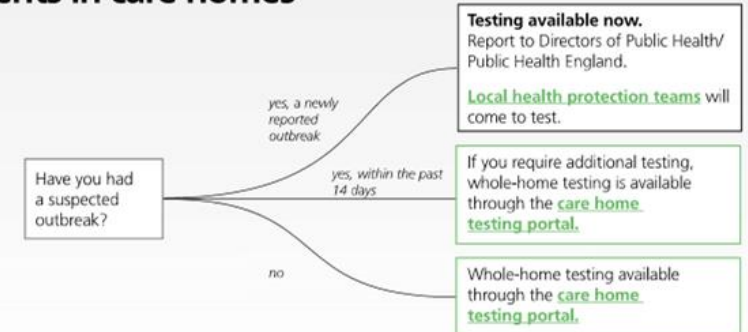 in care homes
Have you had
a suspected
outbreak?
yes, a newly
reported
outbreak
Testing available now.
Report to Directors of Public Health/
Public Health England.
Local health protection teams will
come to test.
yes, within the past
14 days
If you require additional testing,
whole-home testing is available
through the care home
testing portal.
no
Whole-home testing available
through the care home
testing portal.